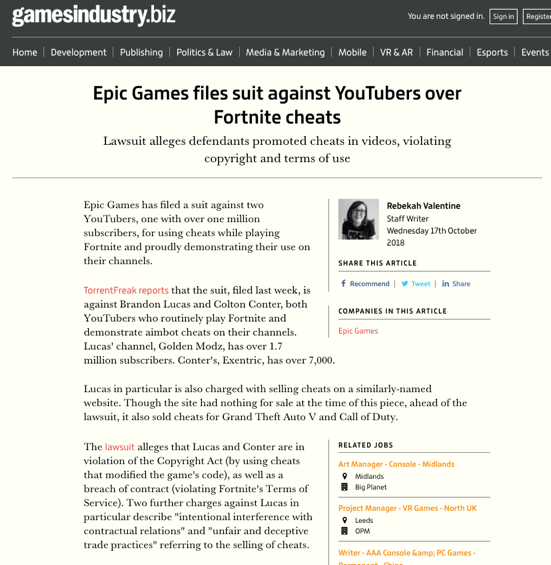 gamesindustry.biz
You are not signed in. Sign in Register
Home Development Publishing Politics & Law Media & Marketing Mobile VR & AR Financial Esports Events
Epic Games files suit against YouTubers over
Fortnite cheats
Lawsuit alleges defendants promoted cheats in videos, violating
copyright and terms of use
Epic Games has filed a suit against two
YouTubers, one with over one million
subscribers, for using cheats while playing
Fortnite and proudly demonstrating their use on
their channels.
TorrentFreak reports that the suit, filed last week, is
against Brandon Lucas and Colton Conter, both
YouTubers who routinely play Fortnite and
demonstrate aimbot cheats on their channels.
Lucas' channel, Golden Modz, has over 1.7
million subscribers. Conter's, Exentric, has over 7,000.
Lucas in particular is also charged with selling cheats on a similarly-named
website. Though the site had nothing for sale at the time of this piece, ahead of the
lawsuit, it also sold cheats for Grand Theft Auto V and Call of Duty.
The lawsuit alleges that Lucas and Conter are in
violation of the Copyright Act (by using cheats
that modified the game's code), as well as a
breach of contract (violating Fortnite's Terms of
Service). Two further charges against Lucas in
particular describe "intentional interference with
contractual relations" and "unfair and deceptive
trade practices" referring to the selling of cheats.
Rebekah Valentine
Staff Writer
Wednesday 17th October
2018
SHARE THIS ARTICLE
Recommend Tweet Share
COMPANIES IN THIS ARTICLE
Epic Games
RELATED JOBS
Art Manager - Console - Midlands
Midlands
Big Planet
Project Manager - VR Games - North UK
Leeds
OPM
Writer - AAA Console &amp; PC Games -
Permanent - China